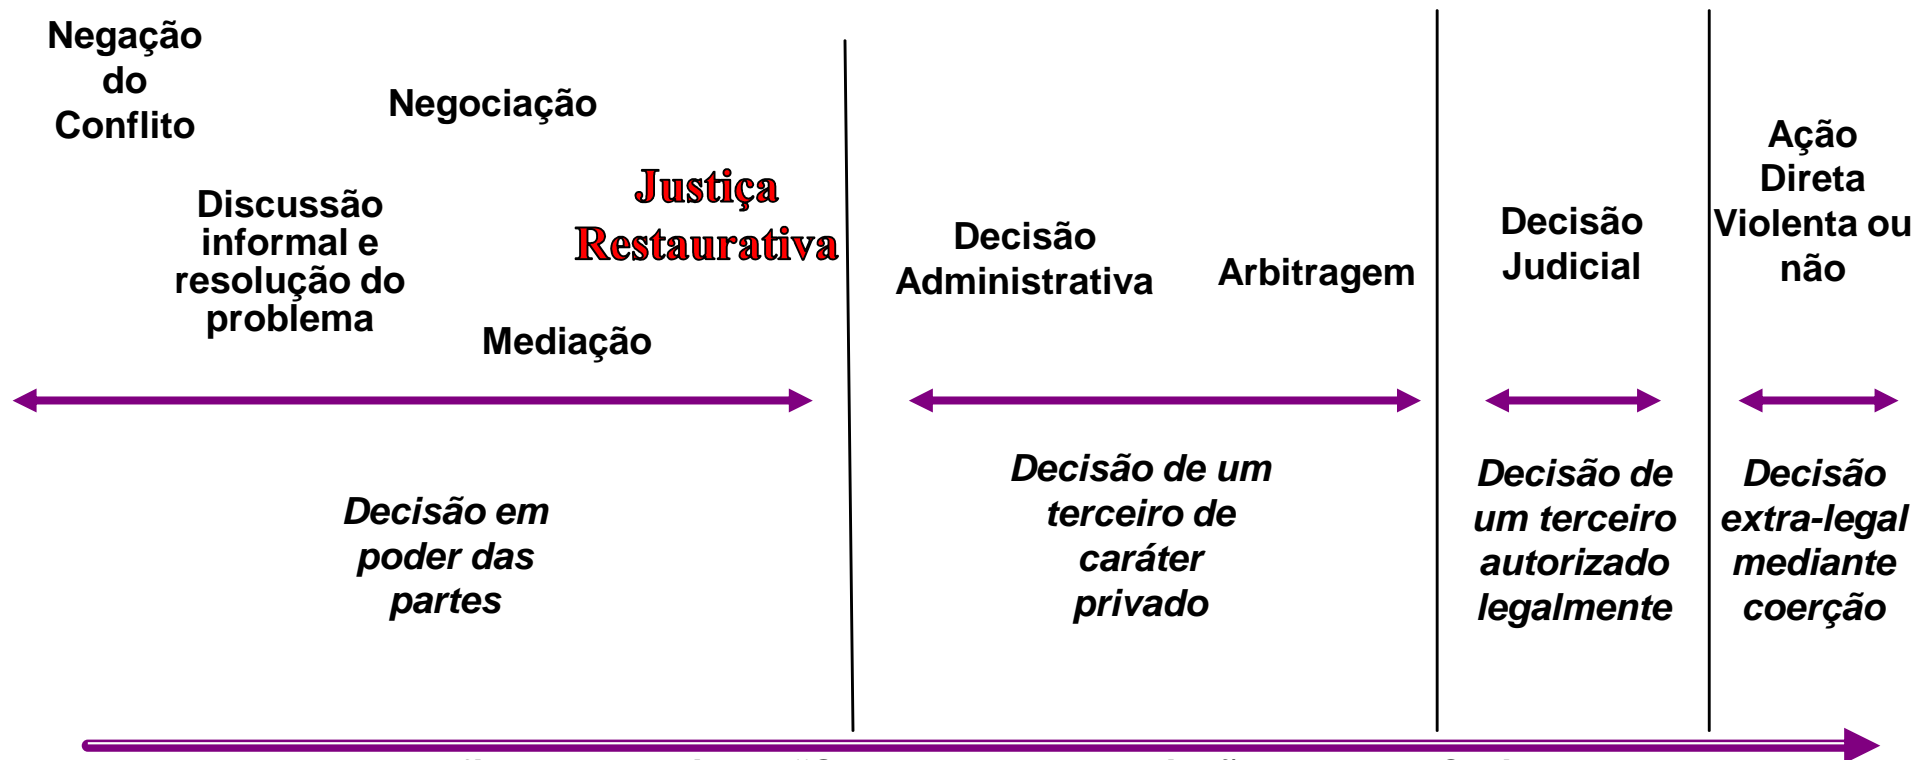 Negação
do
Conflito
Negociação
Discussão
informal e
resolução do
problema
Justiça
Restaurativa
Mediação
Decisão
Administrativa
Arbitragem
Decisão
Judicial
Ação
Direta
Violenta ou
não
Decisão em
poder das
partes
Decisão de um
terceiro de
caráter
privado
Decisão de
um terceiro
autorizado
legalmente
Decisão
extra-legal
mediante
coerção